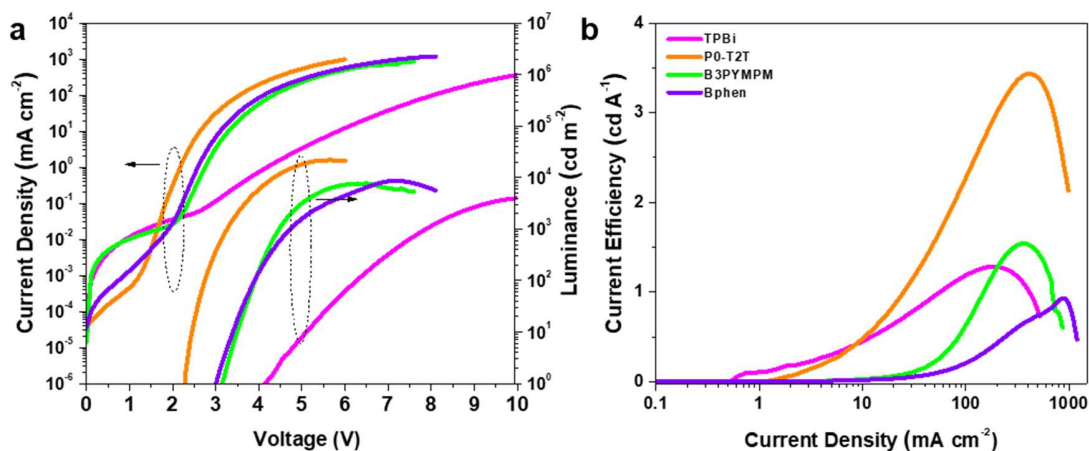 a
Current Density (mA cm⁻²)
10⁴
10³
10²
10¹
10⁰
10⁻¹
10⁻²
10⁻³
10⁻⁴
10⁻⁵
10⁻⁶
0 1 2 3 4 5 6 7 8 9 10
Voltage (V)
10⁷
10⁶
10⁵
10⁴
10³
10²
10¹
10⁰
Luminance (cd m⁻²)
b
Current Efficiency (cd A⁻¹)
4
3
2
1
0
TPBi
P0-T2T
B3PYMPM
Bphen
0.1 1 10 100 1000
Current Density (mA cm⁻²)